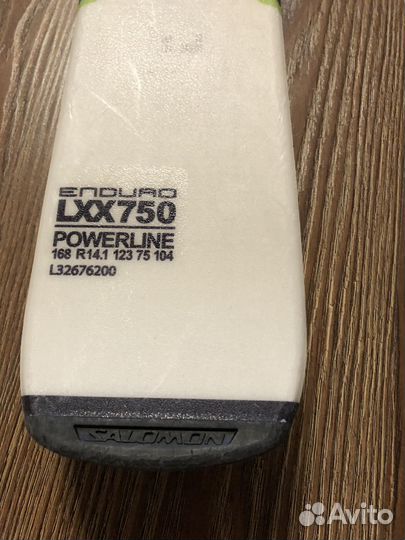 ENDURO
LXX750
POWERLINE
168 R14.1 123 75 104
L32676200
SALOMON
Avito